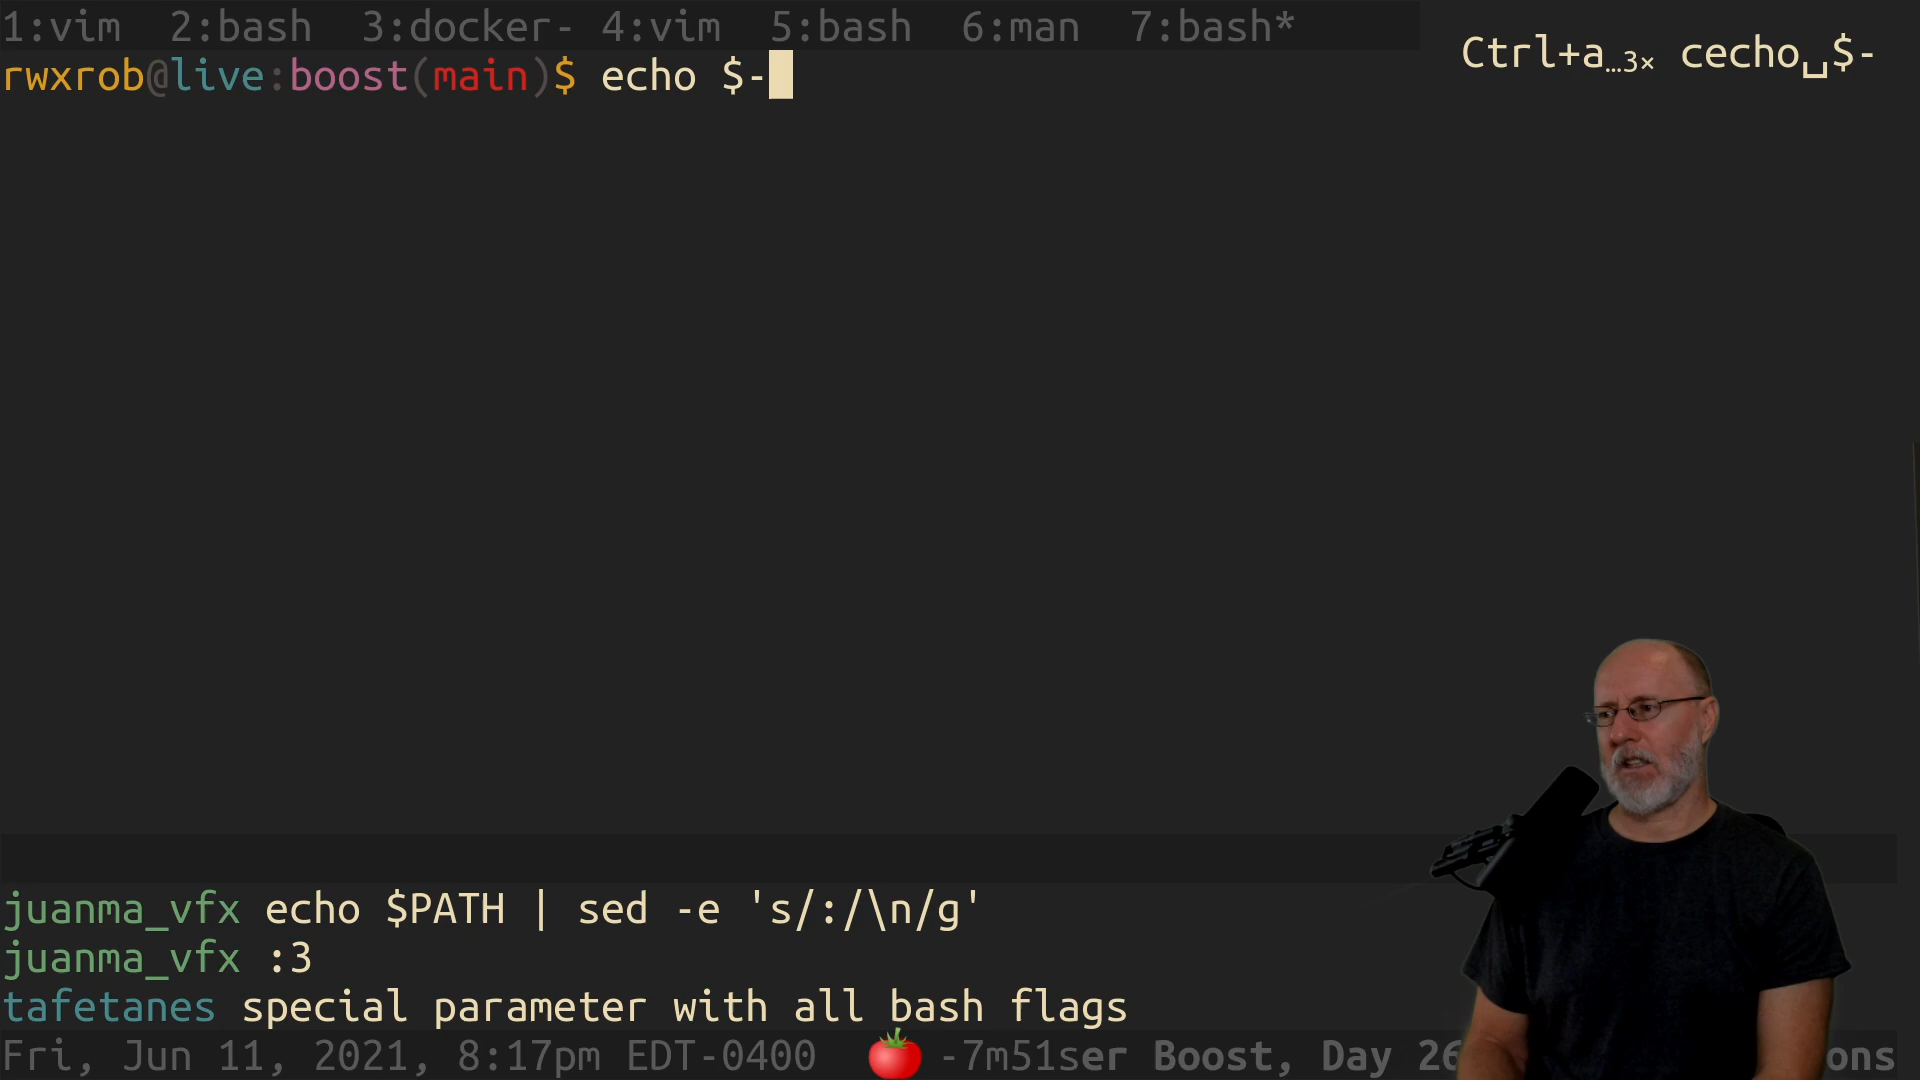 1:vim 2:bash 3:docker- 4:vim 5:bash 6:man 7:bash*
Ctrl+a…3× cecho␣$-
rwxrob@live:boost(main)$ echo $-
juanma_vfx echo $PATH | sed -e 's/:/\n/g'
juanma_vfx :3
tafetanes special parameter with all bash flags
Fri, Jun 11, 2021, 8:17pm EDT-0400 🍅 -7m51ser Boost, Day 26 ons